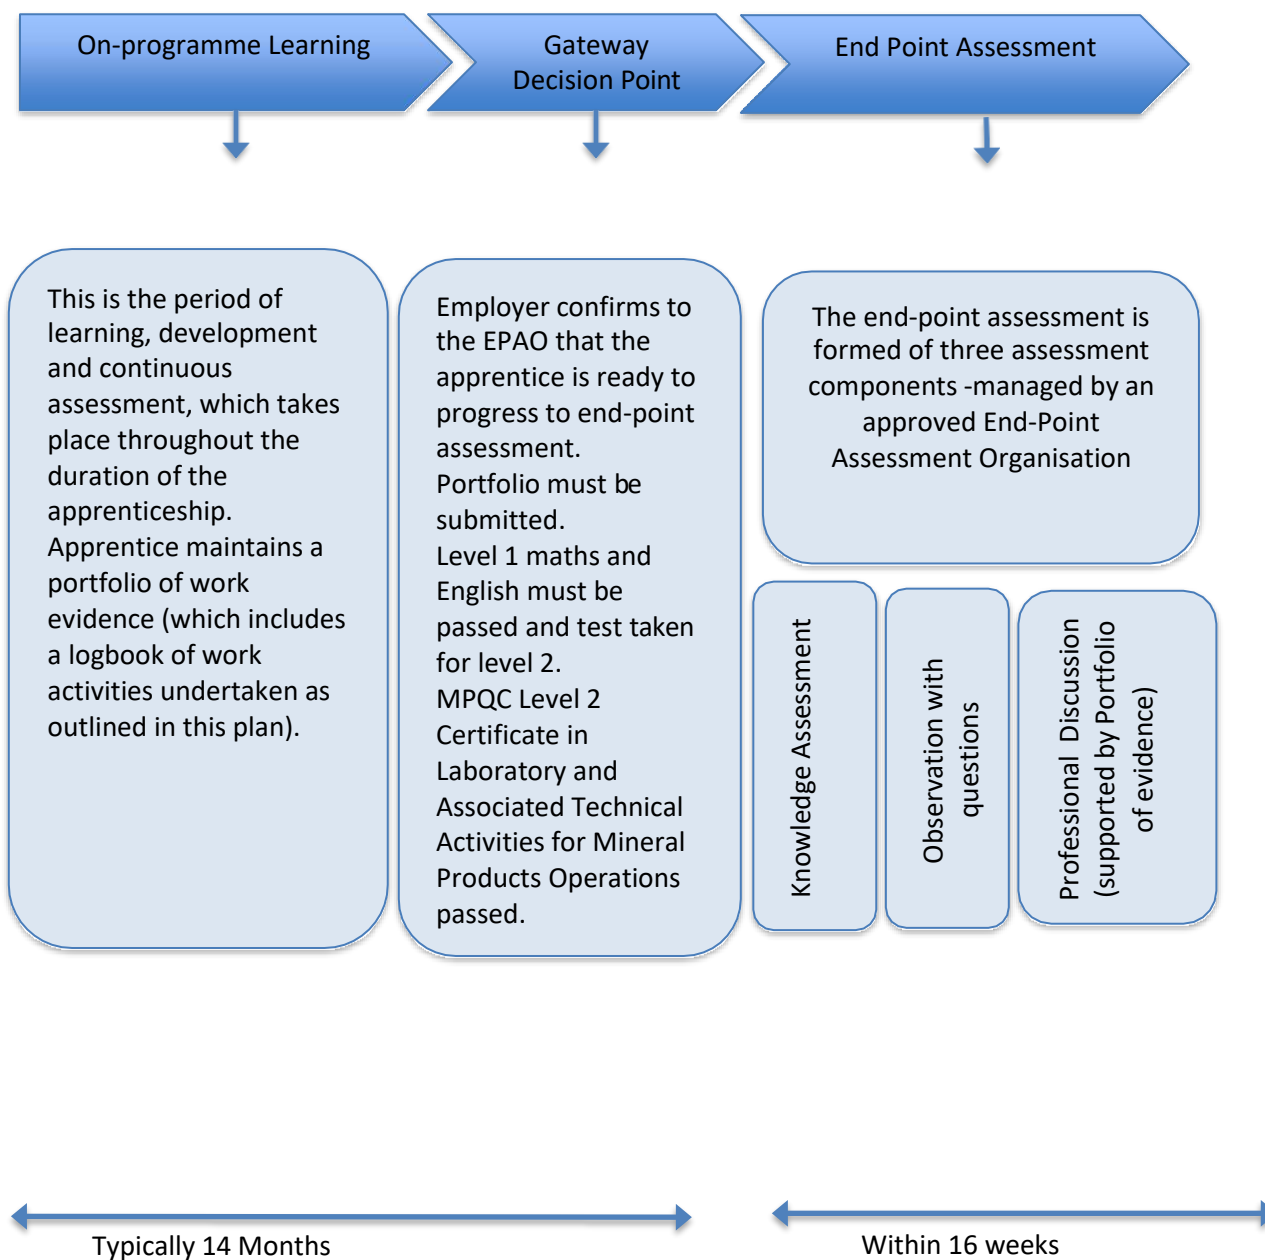 On-programme Learning
Gateway
Decision Point
End Point Assessment
This is the period of
learning, development
and continuous
assessment, which takes
place throughout the
duration of the
apprenticeship.
Apprentice maintains a
portfolio of work
evidence (which includes
a logbook of work
activities undertaken as
outlined in this plan).
Employer confirms to
the EPAO that the
apprentice is ready to
progress to end-point
assessment.
Portfolio must be
submitted.
Level 1 maths and
English must be
passed and test taken
for level 2.
MPQC Level 2
Certificate in
Laboratory and
Associated Technical
Activities for Mineral
Products Operations
passed.
The end-point assessment is
formed of three assessment
components -managed by an
approved End-Point
Assessment Organisation
Knowledge Assessment
Observation with
questions
Professional Discussion
(supported by Portfolio
of evidence)
Typically 14 Months
Within 16 weeks